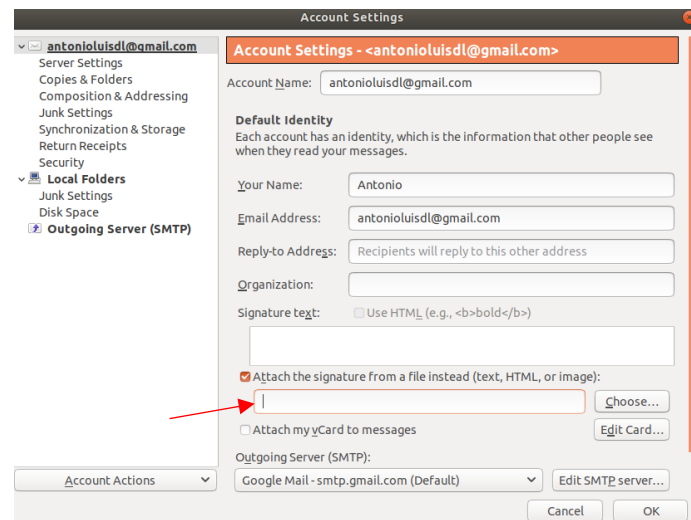 Account Settings
antonioluisdl@gmail.com
Server Settings
Copies & Folders
Composition & Addressing
Junk Settings
Synchronization & Storage
Return Receipts
Security
Local Folders
Junk Settings
Disk Space
Outgoing Server (SMTP)
Account Actions
Account Settings - <antonioluisdl@gmail.com>
Account Name: antonioluisdl@gmail.com
Default Identity
Each account has an identity, which is the information that other people see
when they read your messages.
Your Name: Antonio
Email Address: antonioluisdl@gmail.com
Reply-to Address: Recipients will reply to this other address
Organization:
Signature text: Use HTML (e.g., <b>bold</b>)
Attach the signature from a file instead (text, HTML, or image):
Choose...
Attach my vCard to messages Edit Card...
Outgoing Server (SMTP):
Google Mail - smtp.gmail.com (Default) Edit SMTP server...
Cancel OK